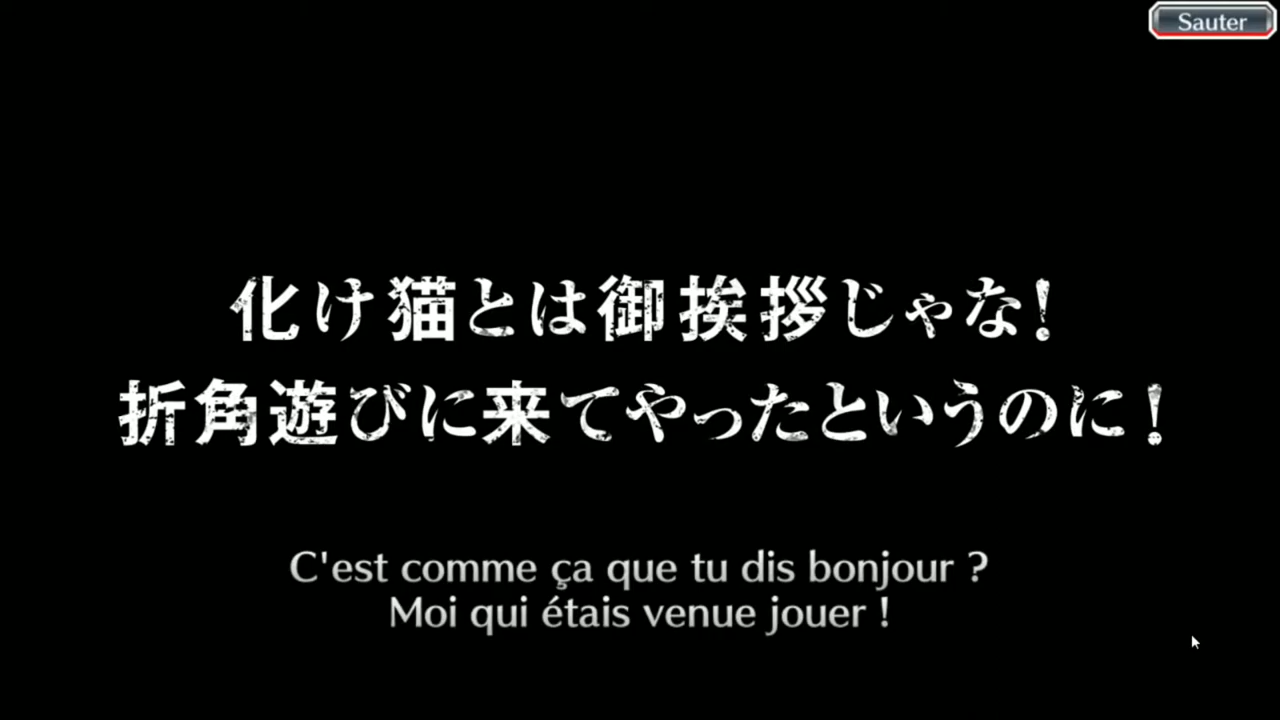 Sauter
化け猫とは御挨拶じゃな!
折角遊びに来てやったというのに!
C'est comme ça que tu dis bonjour ?
Moi qui étais venue jouer !